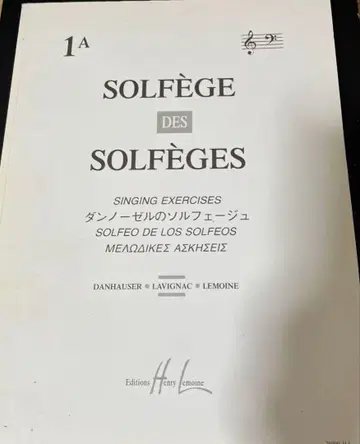 1A
SOLFÈGE
DES
SOLFÈGES
SINGING EXERCISES
ダンノーゼルのソルフェージュ
SOLFEO DE LOS SOLFEOS
ΜΕΛΩΔΙΚΕΣ ΑΣΚΗΣΕΙΣ
DANHAUSER * LAVIGNAC * LEMOINE
Editions Henry Lemoine